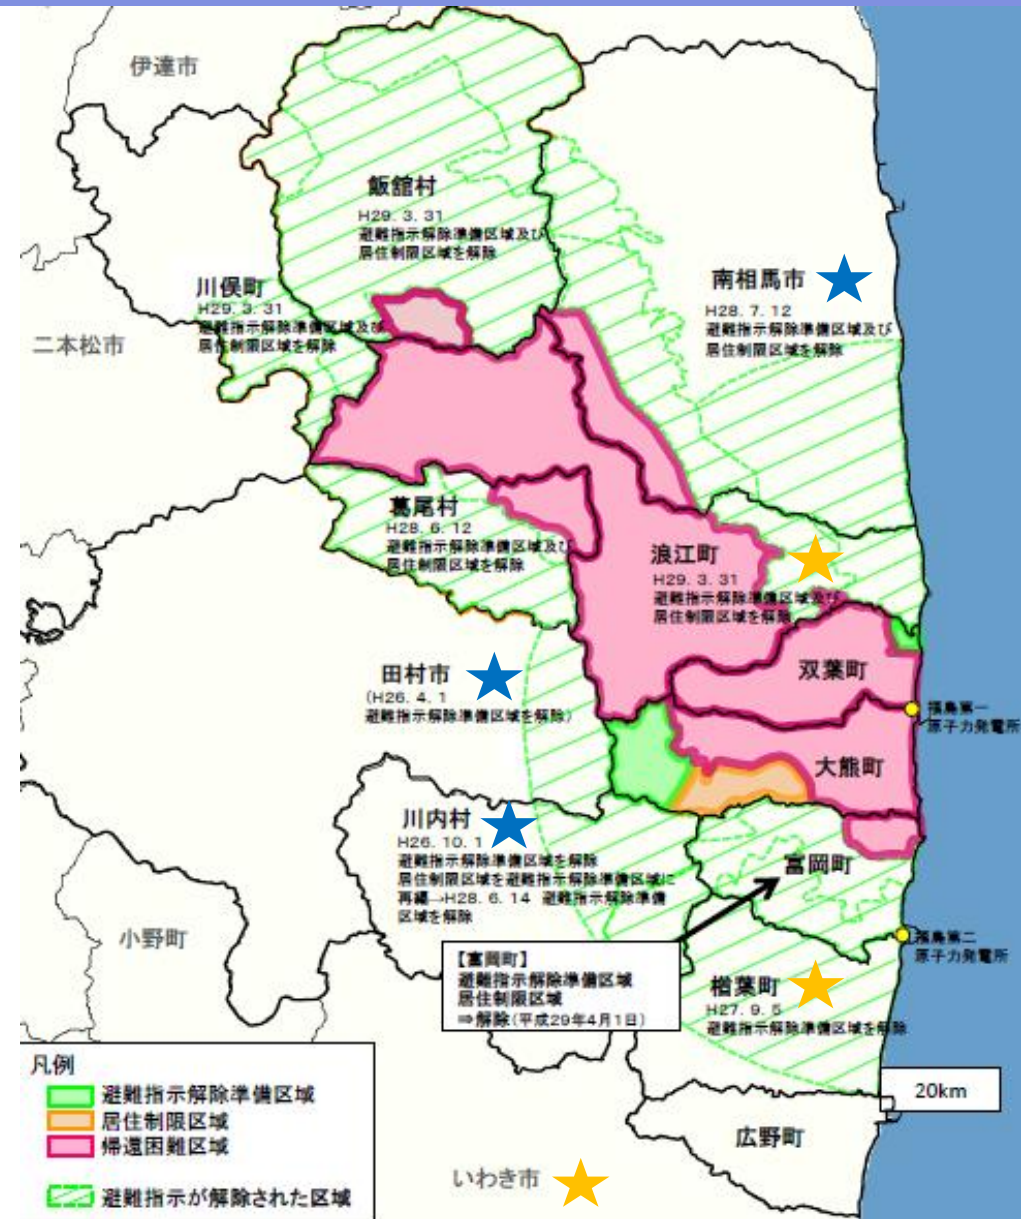 伊達市
飯舘村
H29. 3. 31
避難指示解除準備区域及び
居住制限区域を解除
川俣町
H29. 3. 31
避難指示解除準備区域及び
居住制限区域を解除
二本松市
南相馬市
H28. 7. 12
避難指示解除準備区域及び
居住制限区域を解除
葛尾村
H28. 6. 12
避難指示解除準備区域及び
居住制限区域を解除
浪江町
H29. 3. 31
避難指示解除準備区域及び
居住制限区域を解除
田村市
(H26. 4. 1
避難指示解除準備区域を解除)
双葉町
福島第一
原子力発電所
大熊町
川内村
H26. 10. 1
避難指示解除準備区域を解除
居住制限区域を避難指示解除準備区域に
再編→H28. 6. 14 避難指示解除準備
区域を解除
富岡町
小野町
【富岡町】
避難指示解除準備区域
居住制限区域
⇒解除(平成29年4月1日)
福島第二
原子力発電所
楢葉町
H27. 9. 5
避難指示解除準備区域を解除
20km
広野町
いわき市
凡例
避難指示解除準備区域
居住制限区域
帰還困難区域
避難指示が解除された区域